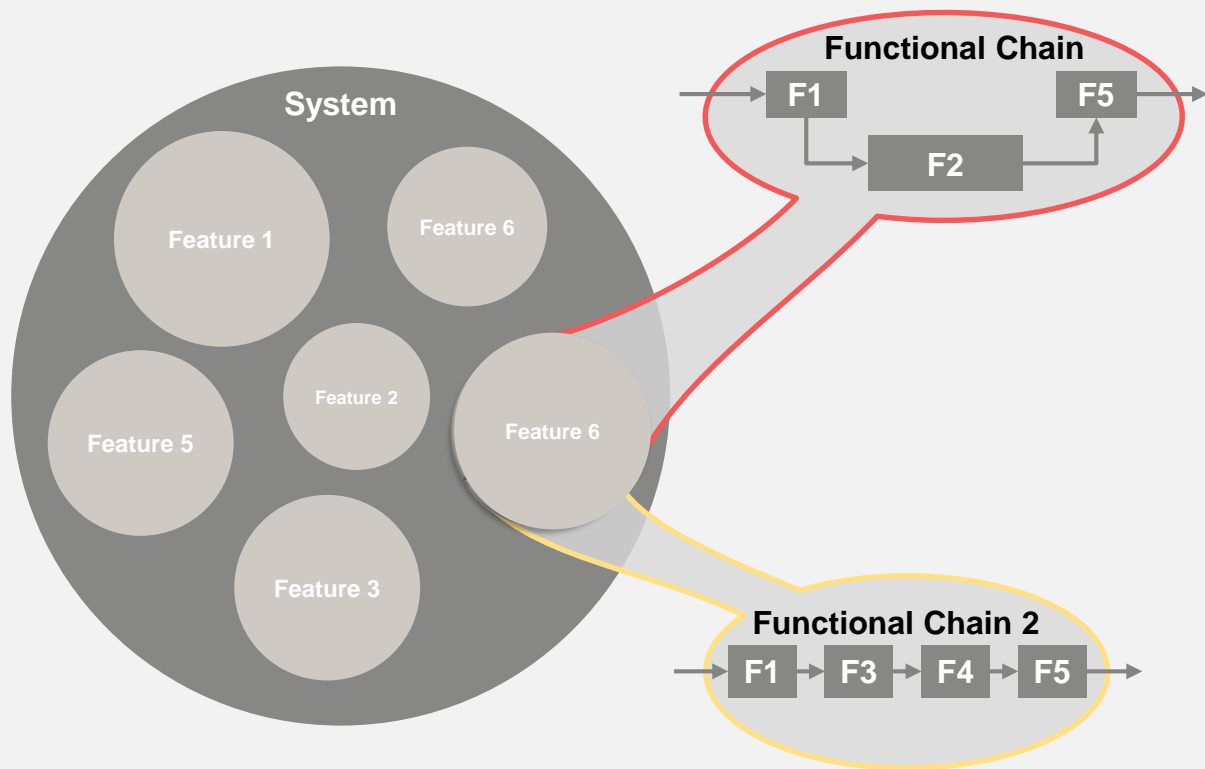 System
Feature 1
Feature 6
Feature 2
Feature 5
Feature 6
Feature 3
Functional Chain
F1
F5
F2
Functional Chain 2
F1
F3
F4
F5